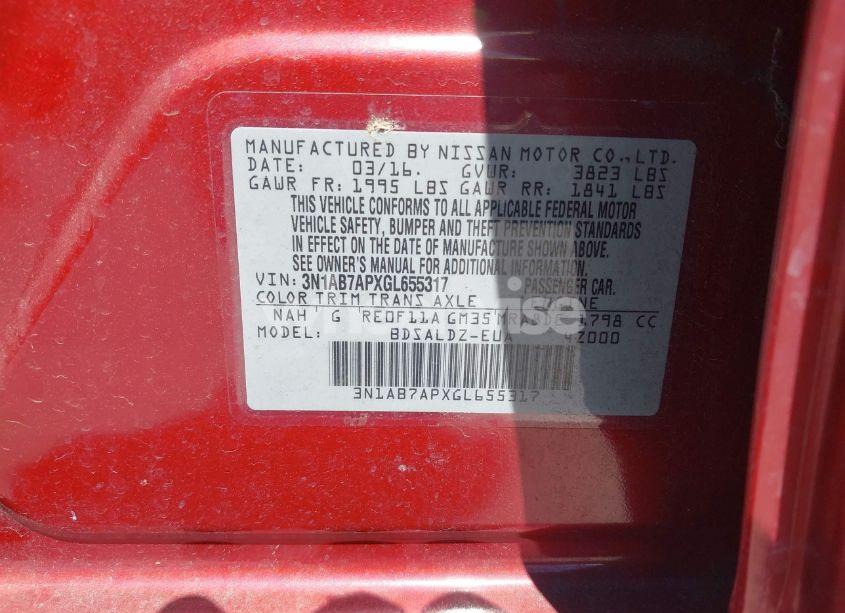 MANUFACTURED BY NISSAN MOTOR CO., LTD.
DATE: 03/16. GVWR: 3823 LBS
GAWR FR: 1995 LBS GAWR RR: 1841 LBS
THIS VEHICLE CONFORMS TO ALL APPLICABLE FEDERAL MOTOR
VEHICLE SAFETY, BUMPER AND THEFT PREVENTION STANDARDS
IN EFFECT ON THE DATE OF MANUFACTURE SHOWN ABOVE.
SEE OWNER'S MANUAL FOR ADDITIONAL INFORMATION.
VIN: 3N1AB7APXGL655317 PASSENGER CAR.
COLOR TRIM TRANS AXLE
NAH G RE0F11A GM35 1798 CC
MODEL: BDSALDZ-EUA
3N1AB7APXGL655317